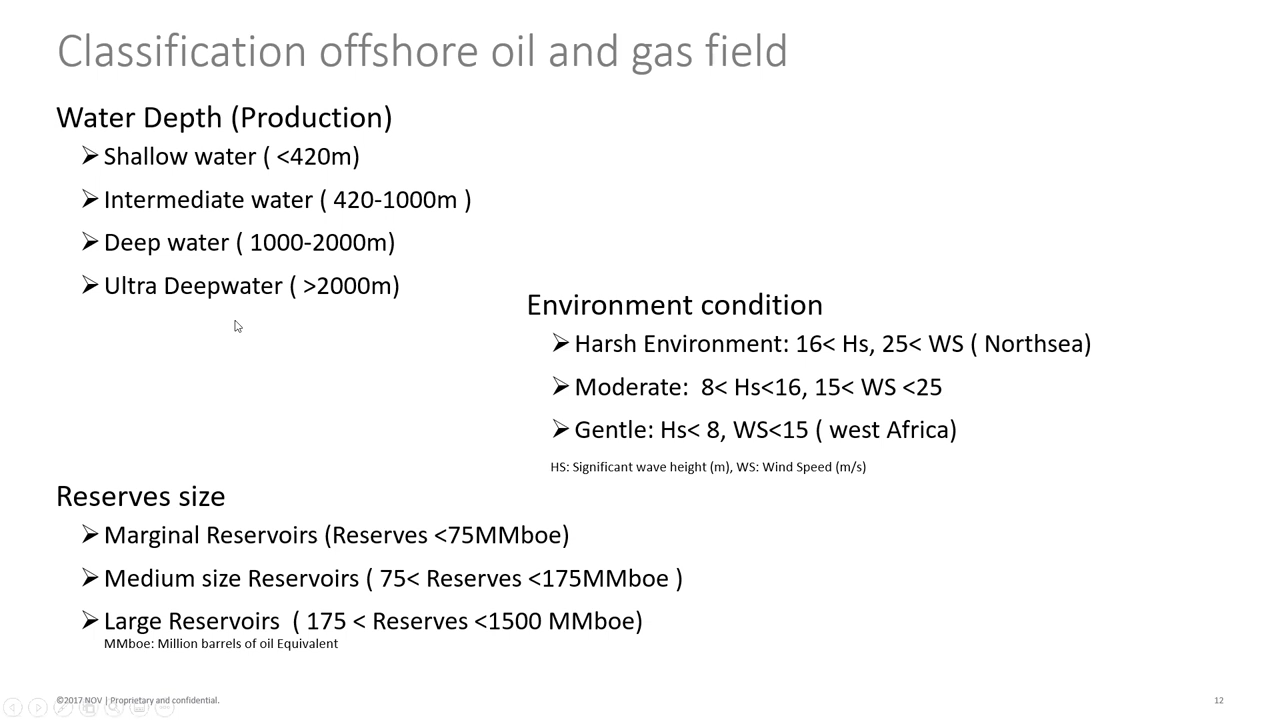 Classification offshore oil and gas field
Water Depth (Production)
Shallow water ( <420m)
Intermediate water ( 420-1000m )
Deep water ( 1000-2000m)
Ultra Deepwater ( >2000m)
Environment condition
Harsh Environment: 16< Hs, 25< WS ( Northsea)
Moderate:  8< Hs<16, 15< WS <25
Gentle: Hs< 8, WS<15 ( west Africa)
HS: Significant wave height (m), WS: Wind Speed (m/s)
Reserves size
Marginal Reservoirs (Reserves <75MMboe)
Medium size Reservoirs ( 75< Reserves <175MMboe )
Large Reservoirs  ( 175 < Reserves <1500 MMboe)
MMboe: Million barrels of oil Equivalent
©2017 NOV | Proprietary and confidential.
12